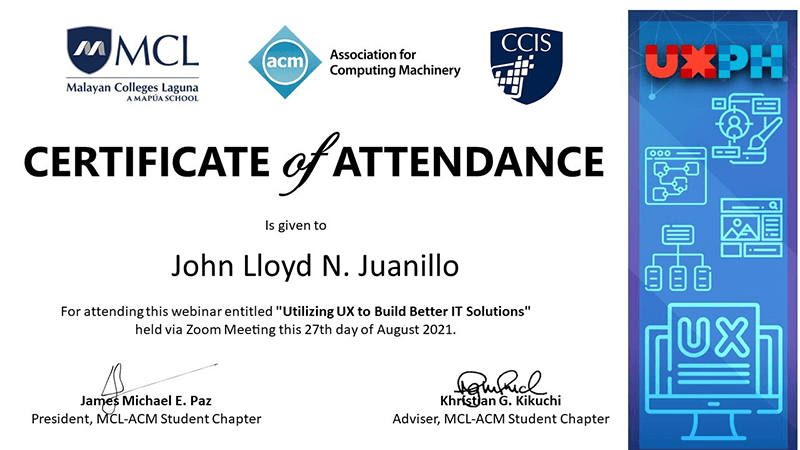 MCL
Malayan Colleges Laguna
A MAPÚA SCHOOL
acm
Association for
Computing Machinery
CCIS
UXPH
CERTIFICATE of ATTENDANCE
Is given to
John Lloyd N. Juanillo
For attending this webinar entitled "Utilizing UX to Build Better IT Solutions"
held via Zoom Meeting this 27th day of August 2021.
James Michael E. Paz
President, MCL-ACM Student Chapter
Khristian G. Kikuchi
Adviser, MCL-ACM Student Chapter
UX